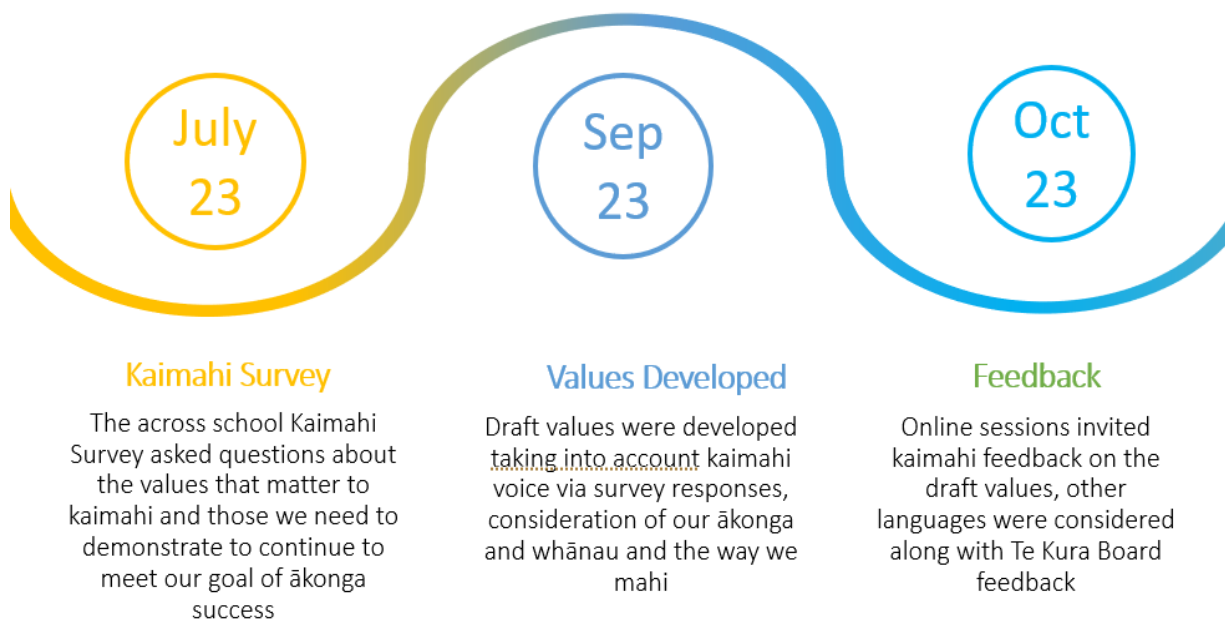 July
23
Sep
23
Oct
23
Kaimahi Survey
The across school Kaimahi
Survey asked questions about
the values that matter to
kaimahi and those we need to
demonstrate to continue to
meet our goal of ākonga
success
Values Developed
Draft values were developed
taking into account kaimahi
voice via survey responses,
consideration of our ākonga
and whānau and the way we
mahi
Feedback
Online sessions invited
kaimahi feedback on the
draft values, other
languages were considered
along with Te Kura Board
feedback